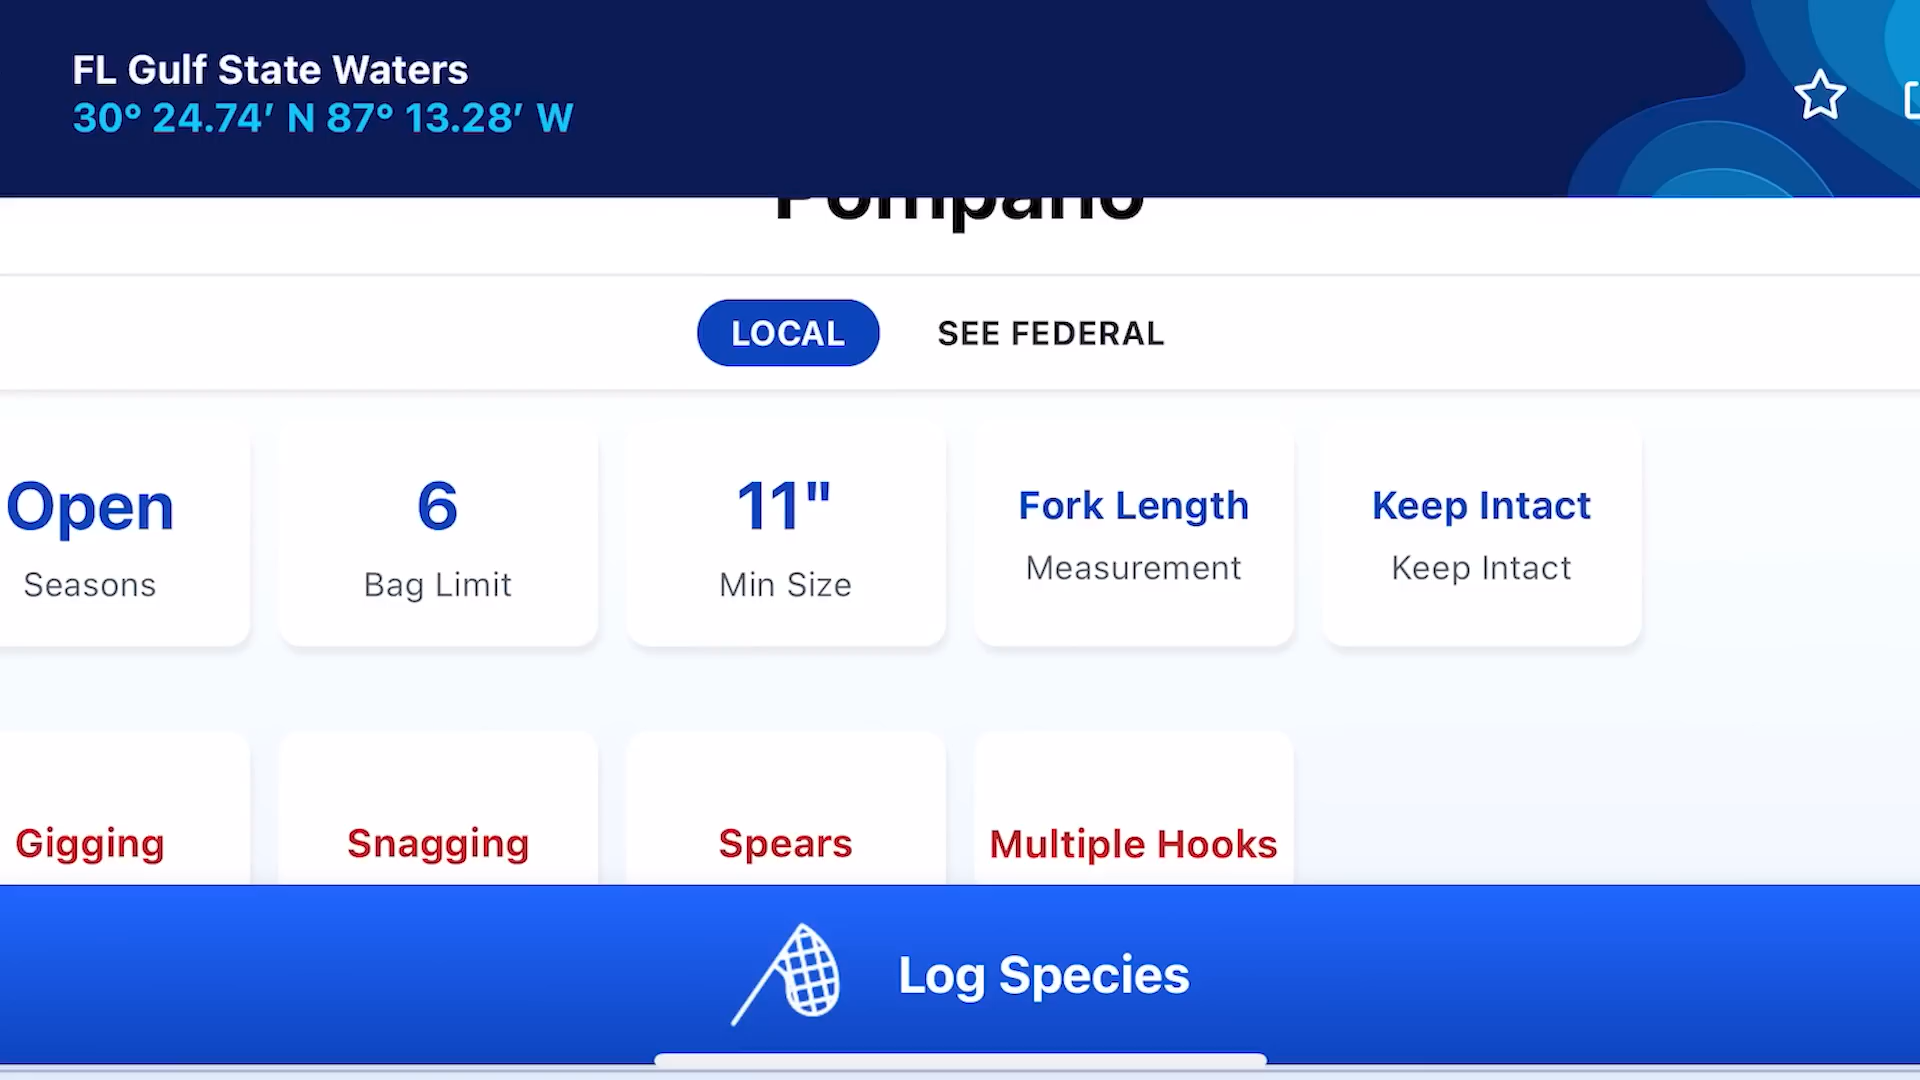 FL Gulf State Waters
30° 24.74′ N 87° 13.28′ W
Pompano
LOCAL
SEE FEDERAL
Open
Seasons
6
Bag Limit
11"
Min Size
Fork Length
Measurement
Keep Intact
Keep Intact
Gigging
Snagging
Spears
Multiple Hooks
Log Species